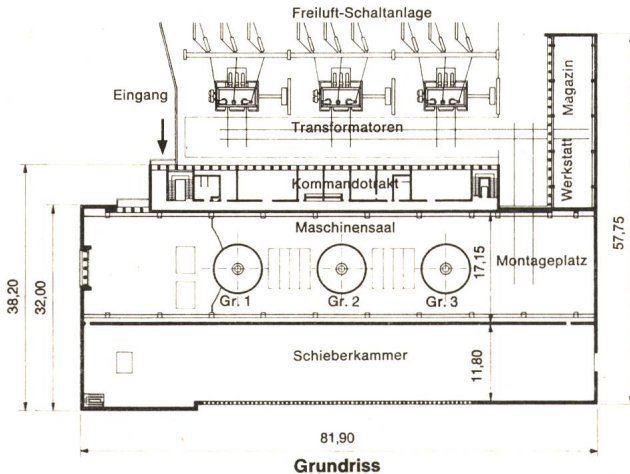 Freiluft-Schaltanlage
Eingang
Transformatoren
Magazin
Werkstatt
Kommandotrakt
Maschinensaal
Montageplatz
17,15
57,75
38,20
32,00
Gr. 1
Gr. 2
Gr. 3
Schieberkammer
11,80
81,90
Grundriss